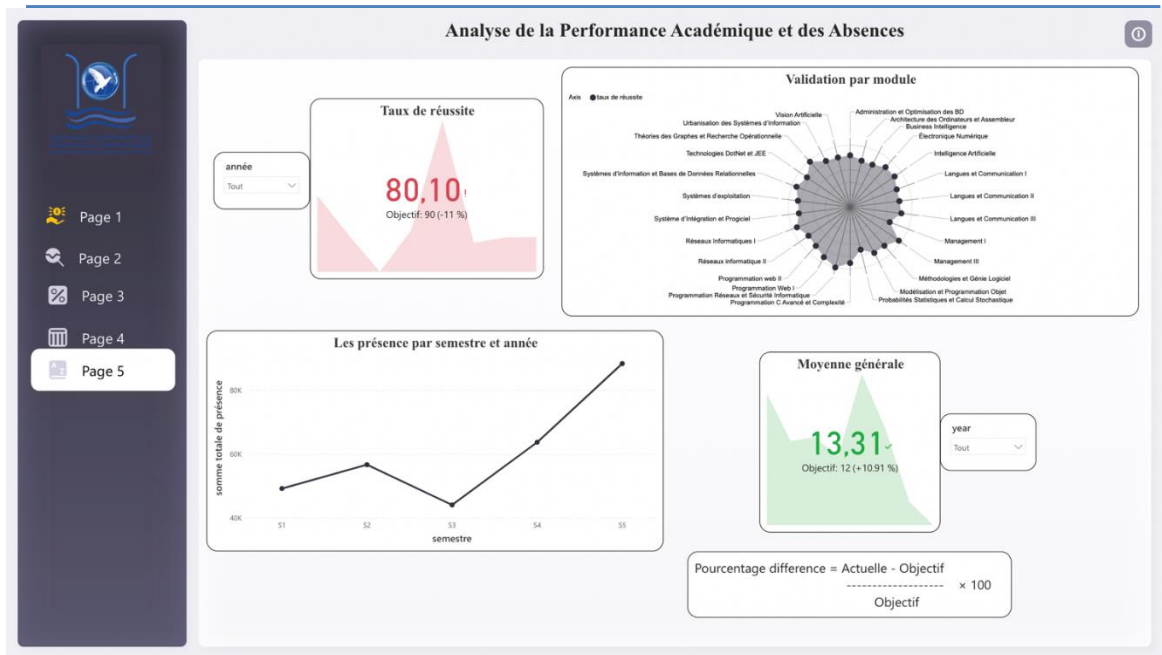 Analyse de la Performance Académique et des Absences
Page 1
Page 2
Page 3
Page 4
Page 5
année
Tout
Taux de réussite
80,10!
Objectif: 90 (-11 %)
Validation par module
Axis taux de réussite
Administration et Optimisation des BD
Architecture des Ordinateurs et Assembleur
Business Intelligence
Électronique Numérique
Intelligence Artificielle
Langues et Communication I
Langues et Communication II
Langues et Communication III
Management I
Management III
Méthodologies et Génie Logiciel
Modélisation et Programmation Objet
Probabilités Statistiques et Calcul Stochastique
Programmation C Avancé et Complexité
Programmation Réseaux et Sécurité Informatique
Programmation Web I
Programmation web II
Réseaux informatique II
Réseaux Informatiques I
Système d'Intégration et Progiciel
Systèmes d'exploitation
Systèmes d'Information et Bases de Données Relationnelles
Technologies DotNet et JEE
Théories des Graphes et Recherche Opérationnelle
Urbanisation des Systèmes d'Information
Vision Artificielle
Les présence par semestre et année
somme totale de présence
80K
60K
40K
S1
S2
S3
S4
S5
semestre
Moyenne générale
13,31
Objectif: 12 (+10.91 %)
year
Tout
Pourcentage difference = Actuelle - Objectif
------------------- × 100
Objectif